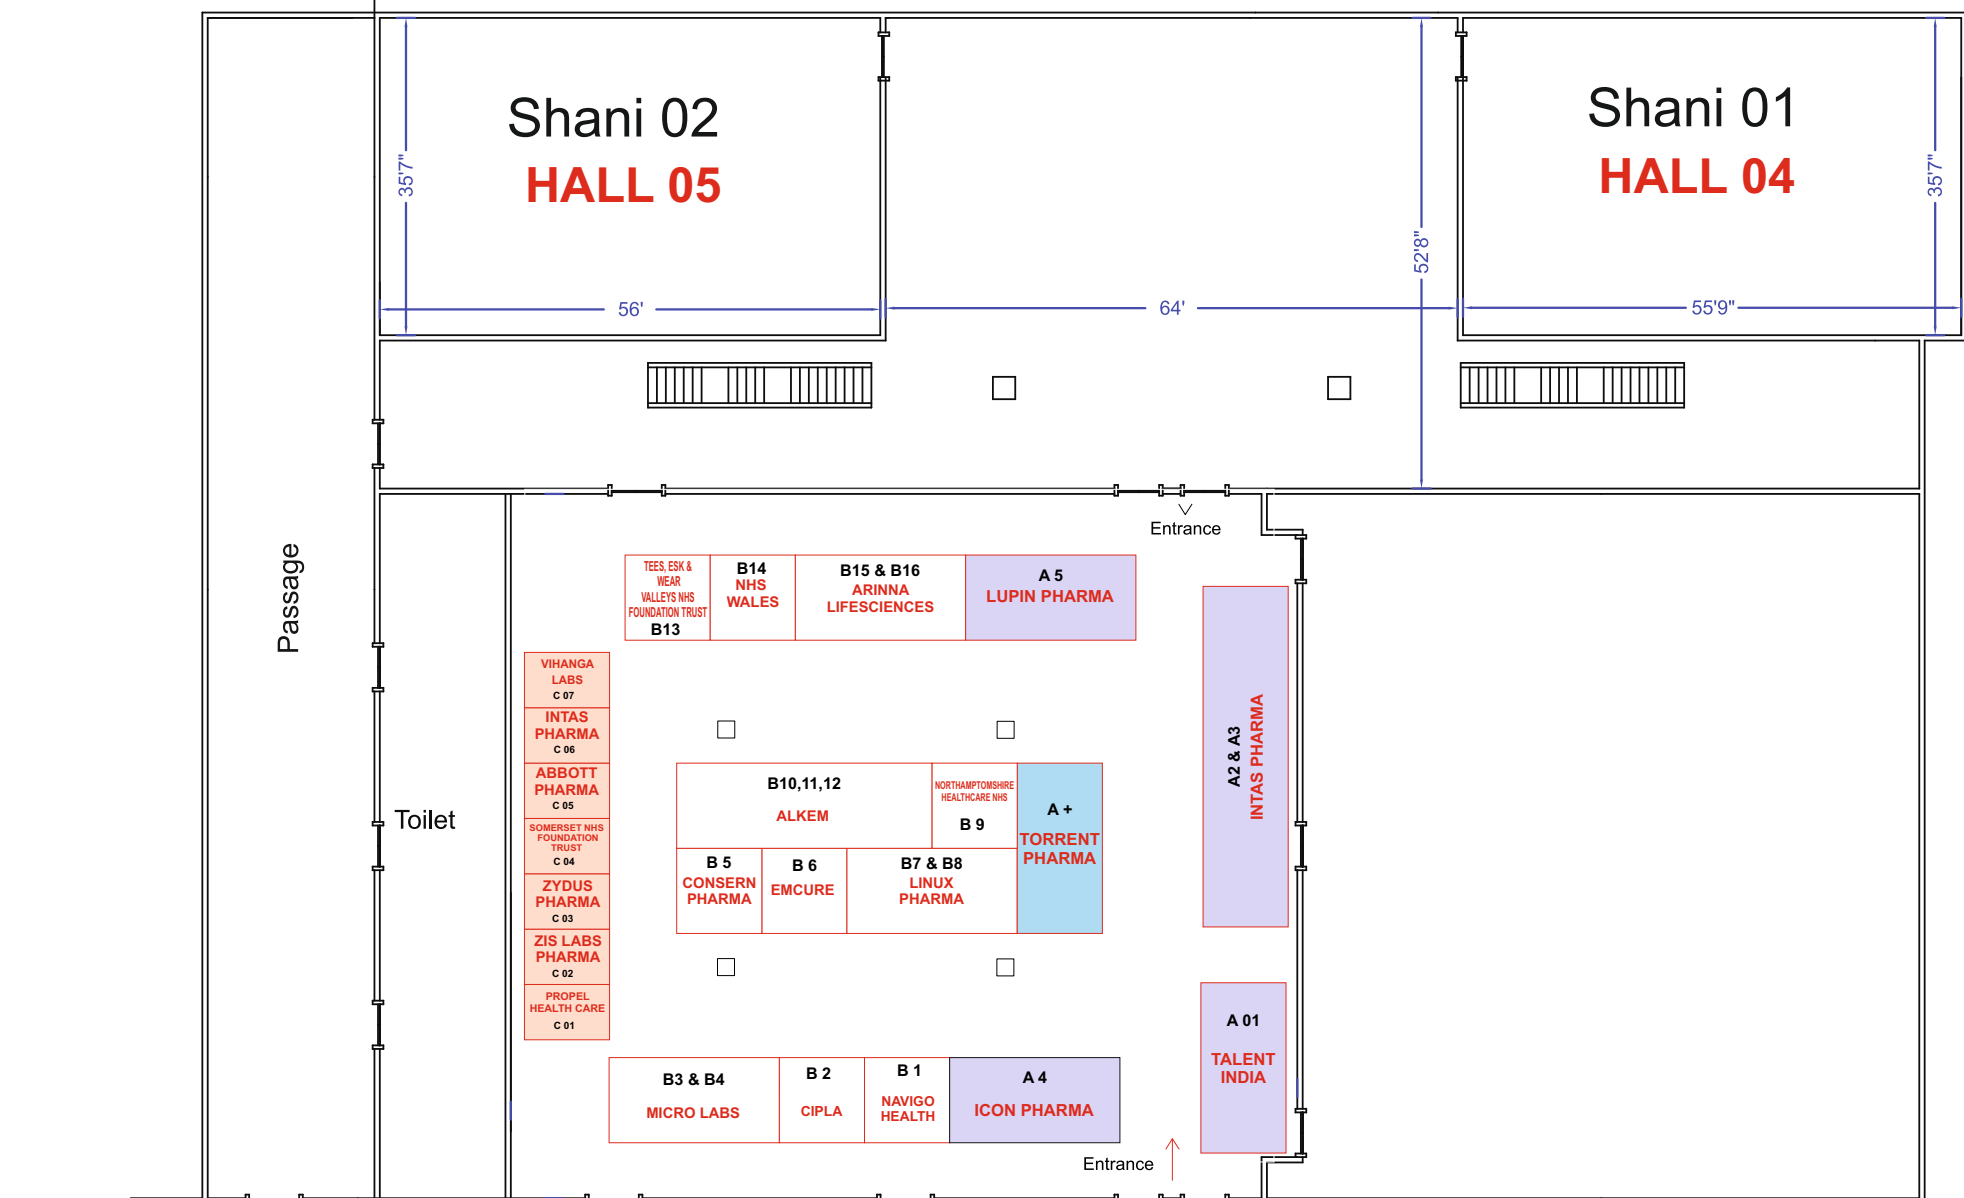 Shani 02
HALL 05
Shani 01
HALL 04
35'7"
35'7"
52'8"
56'
64'
55'9"
Entrance
Passage
Toilet
TEES, ESK &
WEAR
VALLEYS NHS
FOUNDATION TRUST
B13
B14
NHS
WALES
B15 & B16
ARINNA
LIFESCIENCES
A 5
LUPIN PHARMA
VIHANGA
LABS
C 07
INTAS
PHARMA
C 06
ABBOTT
PHARMA
C 05
SOMERSET NHS
FOUNDATION
TRUST
C 04
ZYDUS
PHARMA
C 03
ZIS LABS
PHARMA
C 02
PROPEL
HEALTH CARE
C 01
B10,11,12
ALKEM
NORTHAMPTOMSHIRE
HEALTHCARE NHS
B 9
A +
TORRENT
PHARMA
B 5
CONSERN
PHARMA
B 6
EMCURE
B7 & B8
LINUX
PHARMA
A2 & A3
INTAS PHARMA
A 01
TALENT
INDIA
B3 & B4
MICRO LABS
B 2
CIPLA
B 1
NAVIGO
HEALTH
A 4
ICON PHARMA
Entrance